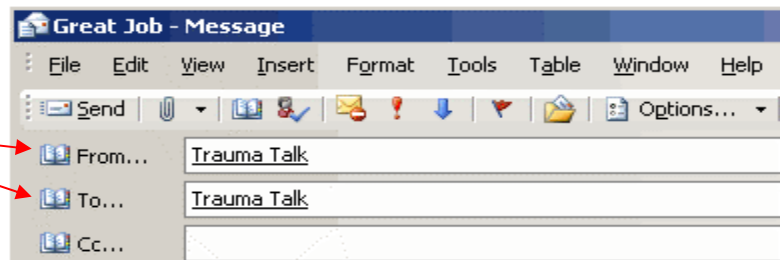 Great Job - Message
File Edit View Insert Format Tools Table Window Help
Send Options...
From... Trauma Talk
To... Trauma Talk
Cc...